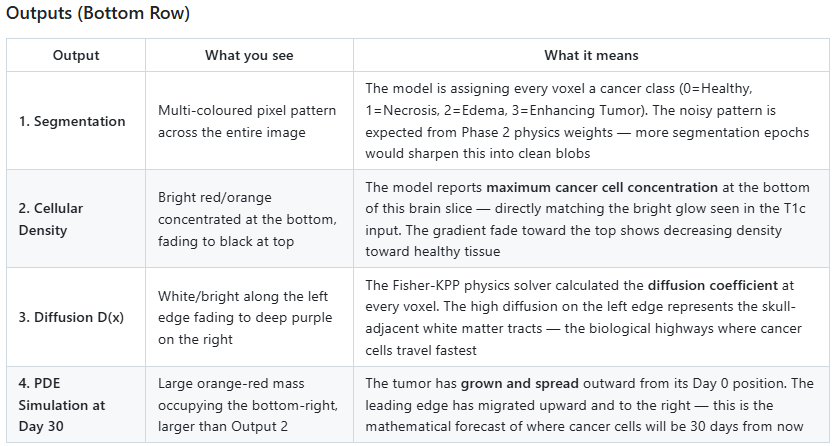 Outputs (Bottom Row)
Output
What you see
What it means
1. Segmentation
Multi-coloured pixel pattern
across the entire image
The model is assigning every voxel a cancer class (0=Healthy,
1=Necrosis, 2=Edema, 3=Enhancing Tumor). The noisy pattern is
expected from Phase 2 physics weights — more segmentation epochs
would sharpen this into clean blobs
2. Cellular
Density
Bright red/orange
concentrated at the bottom,
fading to black at top
The model reports maximum cancer cell concentration at the bottom
of this brain slice — directly matching the bright glow seen in the T1c
input. The gradient fade toward the top shows decreasing density
toward healthy tissue
3. Diffusion D(x)
White/bright along the left
edge fading to deep purple
on the right
The Fisher-KPP physics solver calculated the diffusion coefficient at
every voxel. The high diffusion on the left edge represents the skull-
adjacent white matter tracts — the biological highways where cancer
cells travel fastest
4. PDE
Simulation at
Day 30
Large orange-red mass
occupying the bottom-right,
larger than Output 2
The tumor has grown and spread outward from its Day 0 position. The
leading edge has migrated upward and to the right — this is the
mathematical forecast of where cancer cells will be 30 days from now